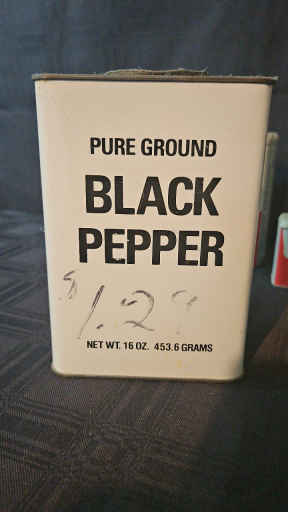 PURE GROUND
BLACK
PEPPER
$1.29
NET WT. 16 OZ. 453.6 GRAMS